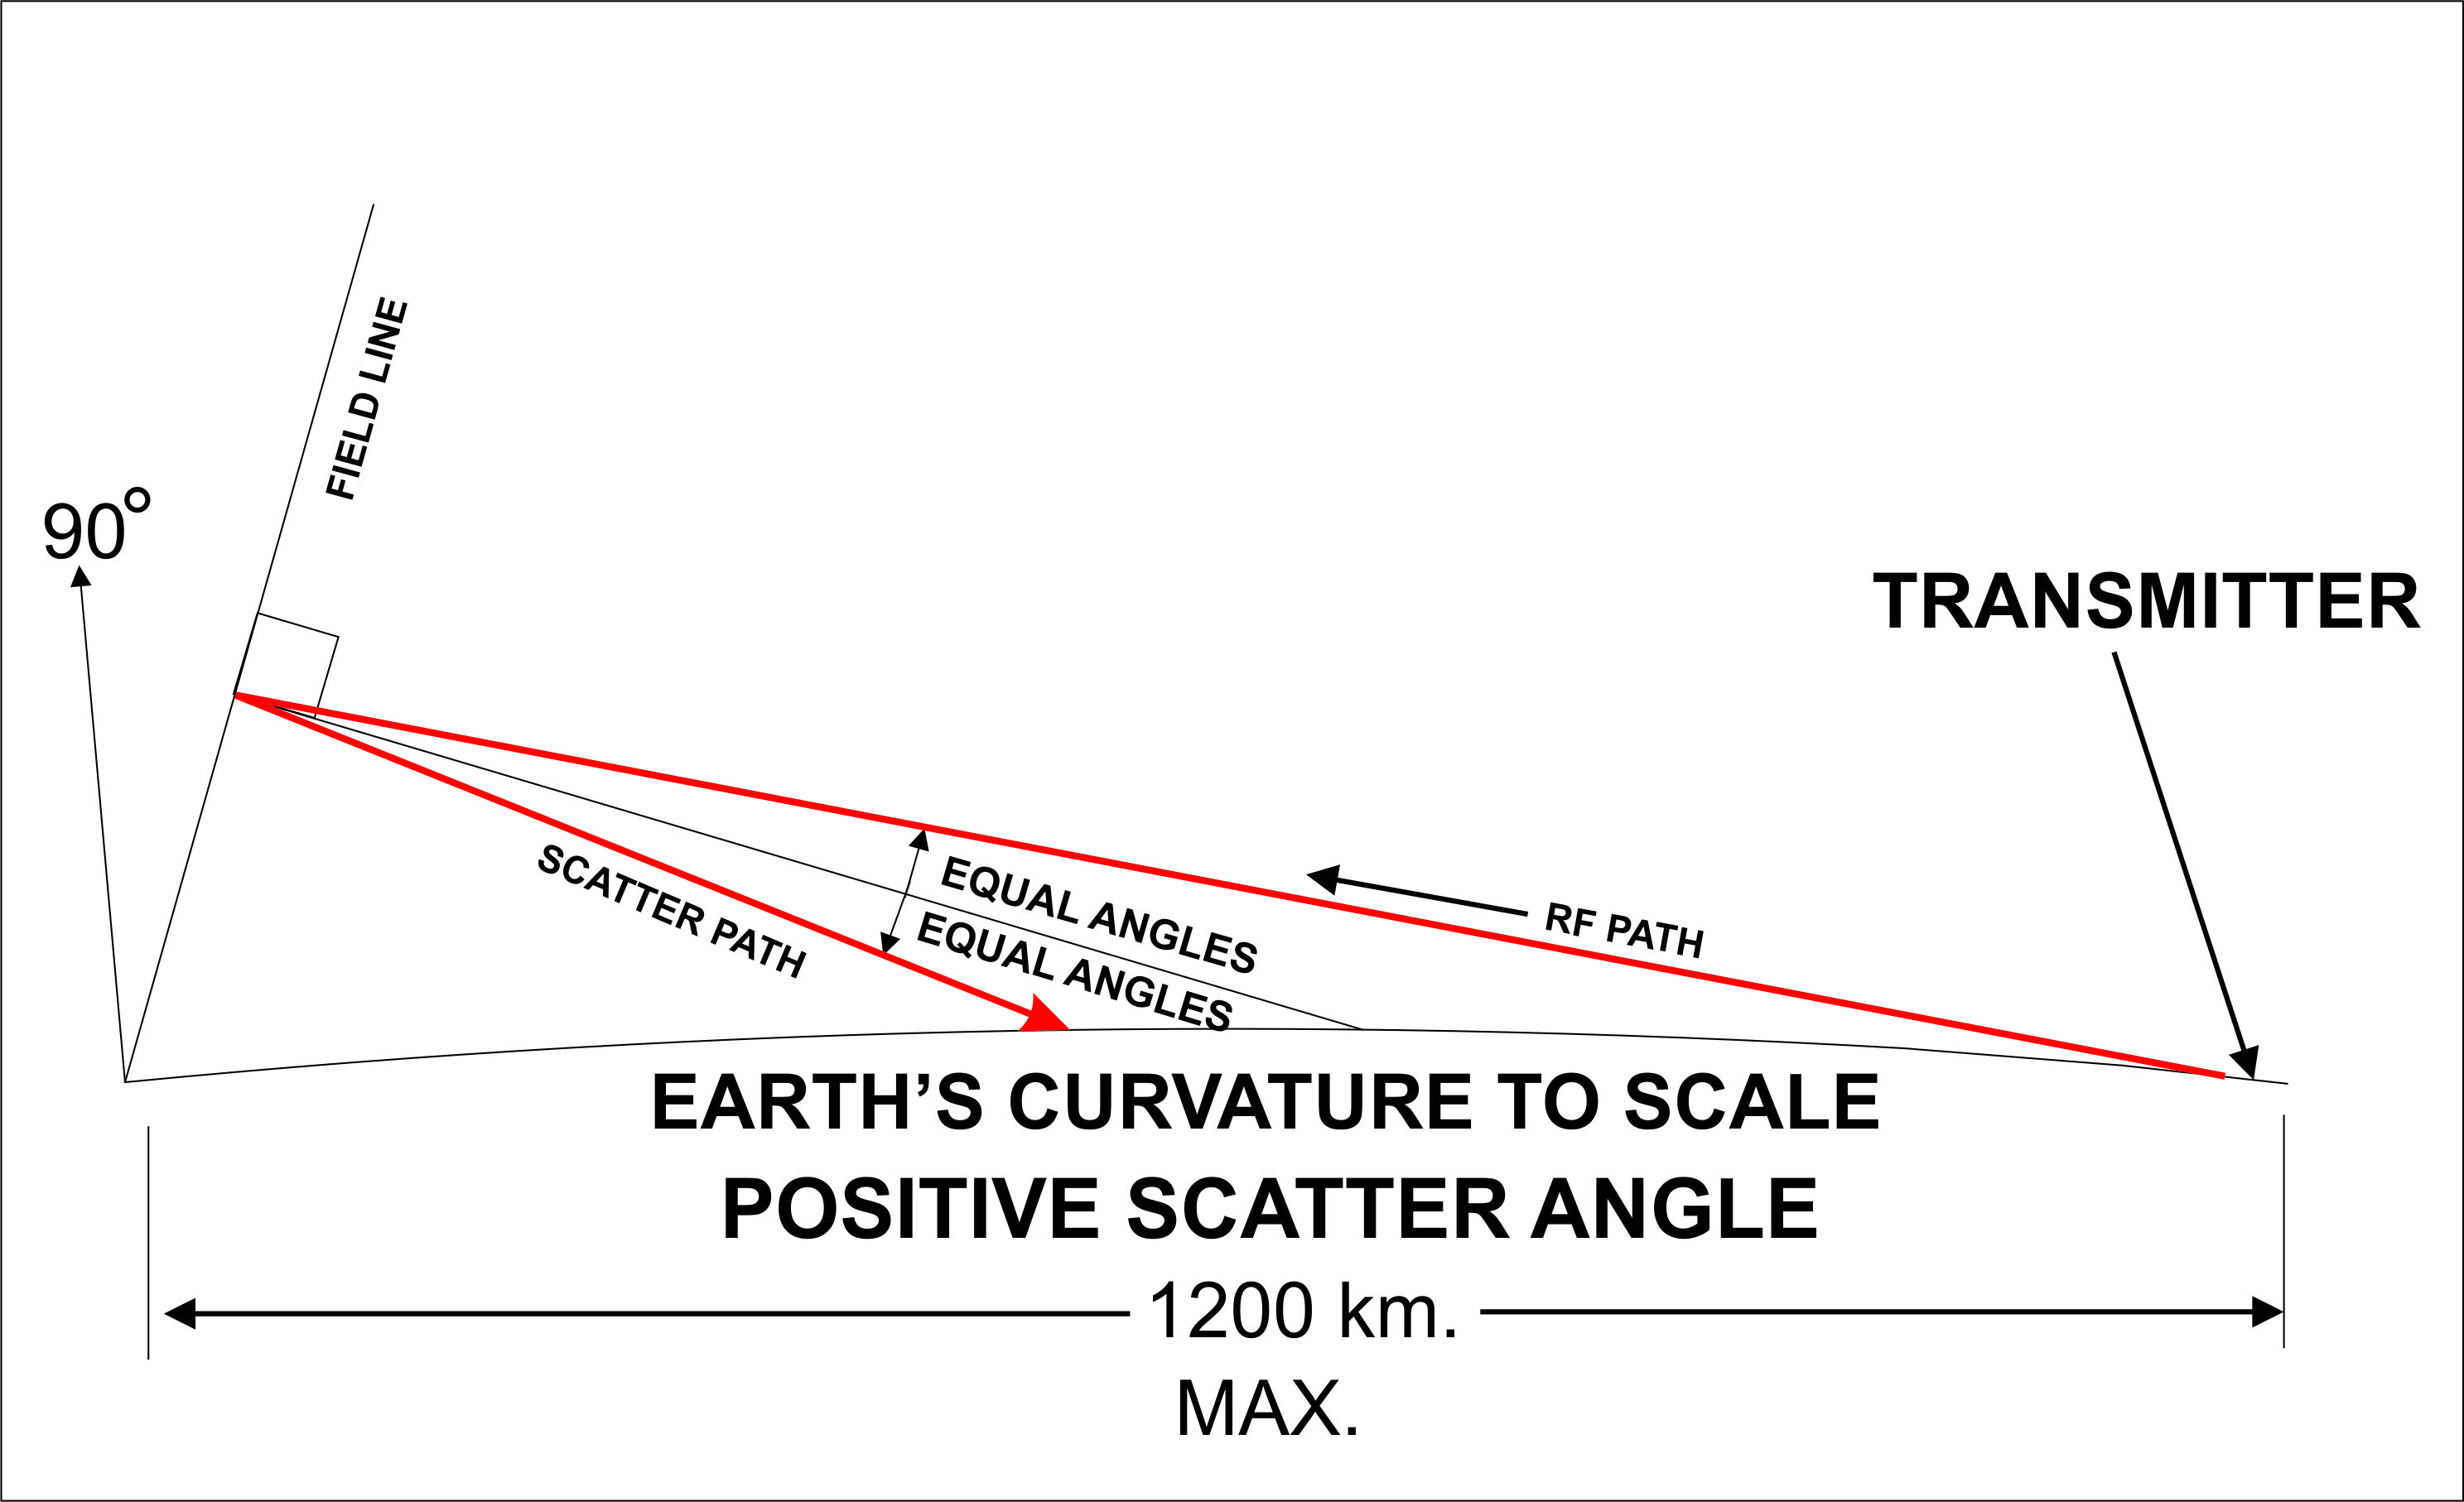 FIELD LINE
90°
TRANSMITTER
SCATTER PATH
EQUAL ANGLES
EQUAL ANGLES
RF PATH
EARTH’S CURVATURE TO SCALE
POSITIVE SCATTER ANGLE
1200 km.
MAX.